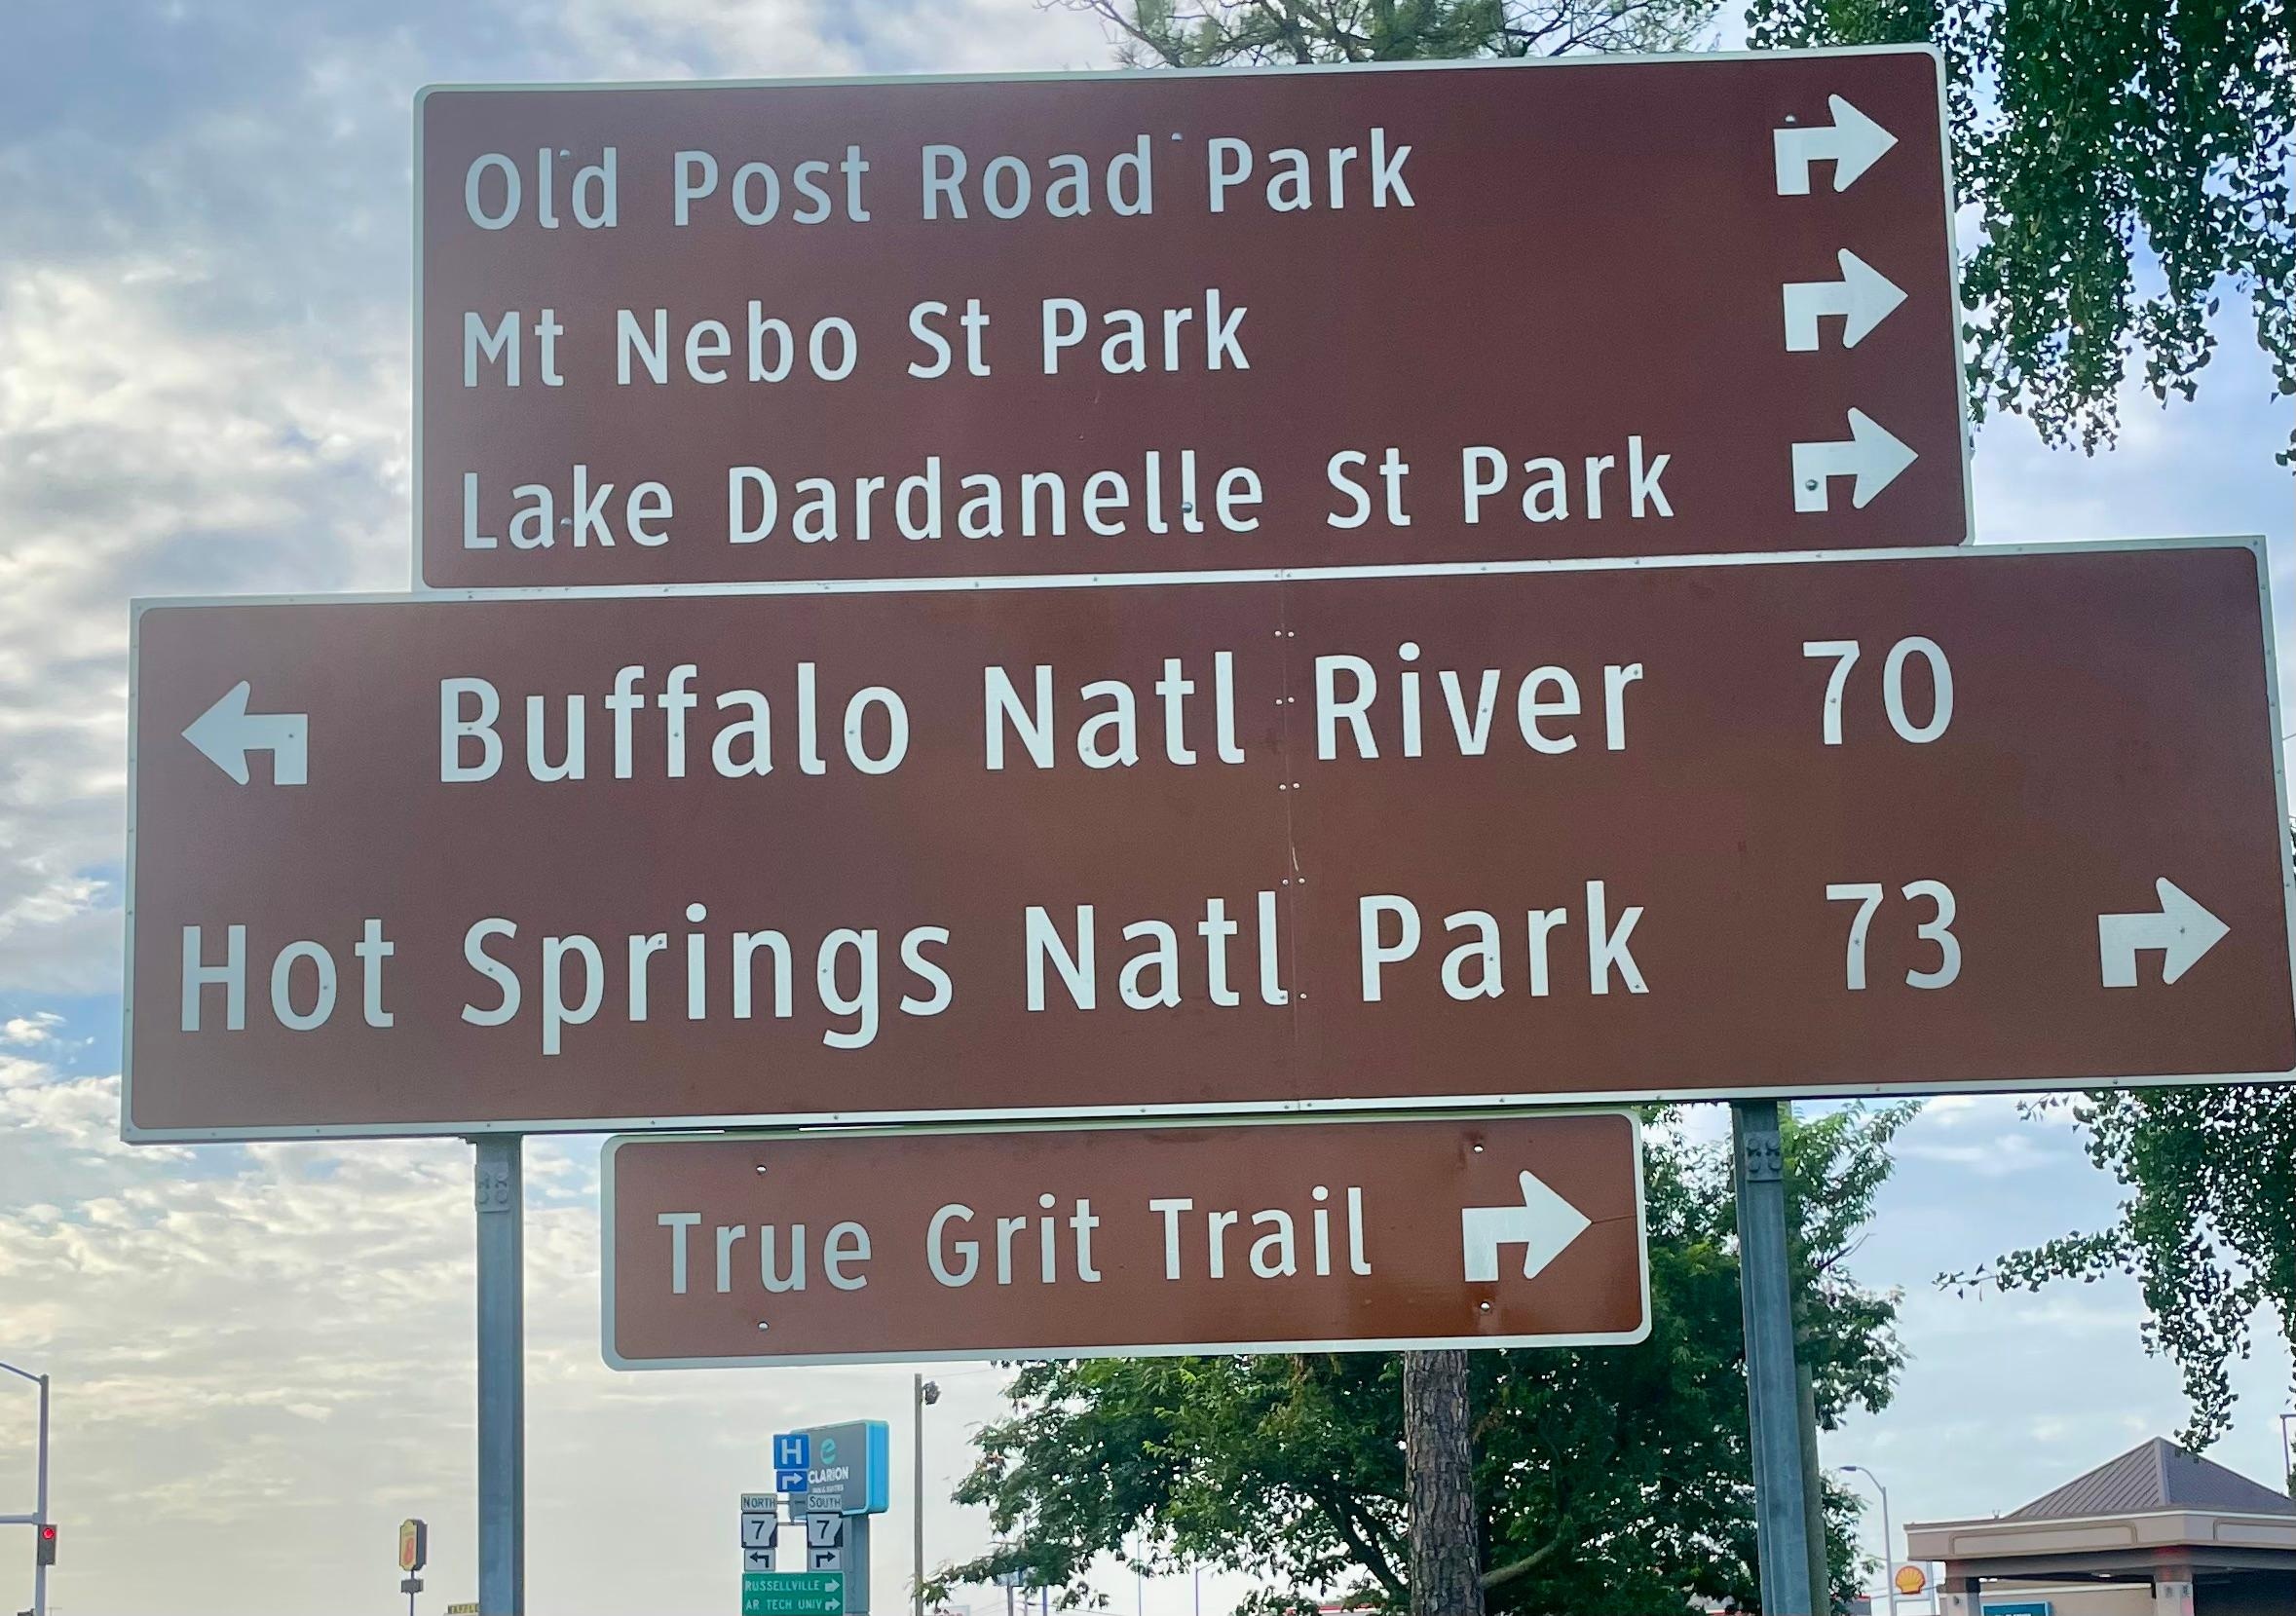 Old Post Road Park
Mt Nebo St Park
Lake Dardanelle St Park
Buffalo Natl River 70
Hot Springs Natl Park 73
True Grit Trail
H
CLARION
NORTH SOUTH
7 7
RUSSELLVILLE
AR TECH UNIV
8